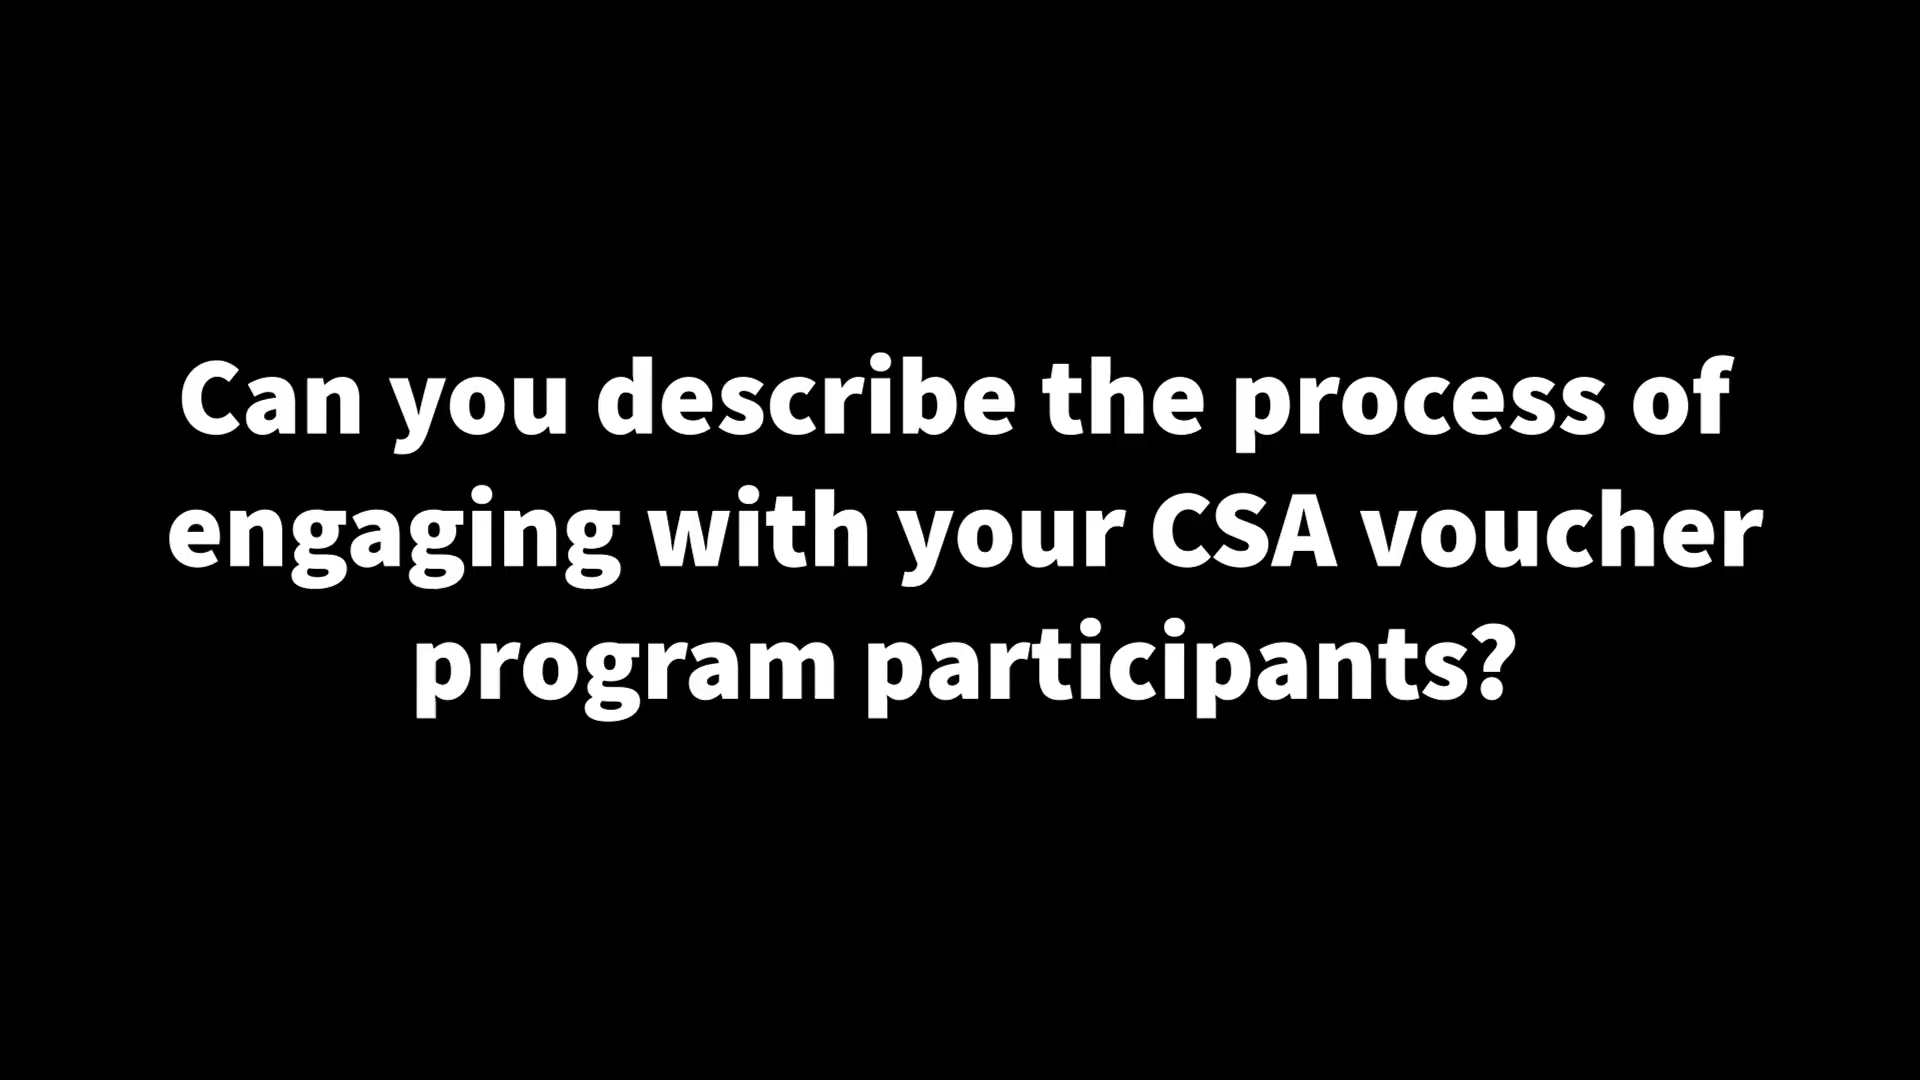 Can you describe the process of
engaging with your CSA voucher
program participants?